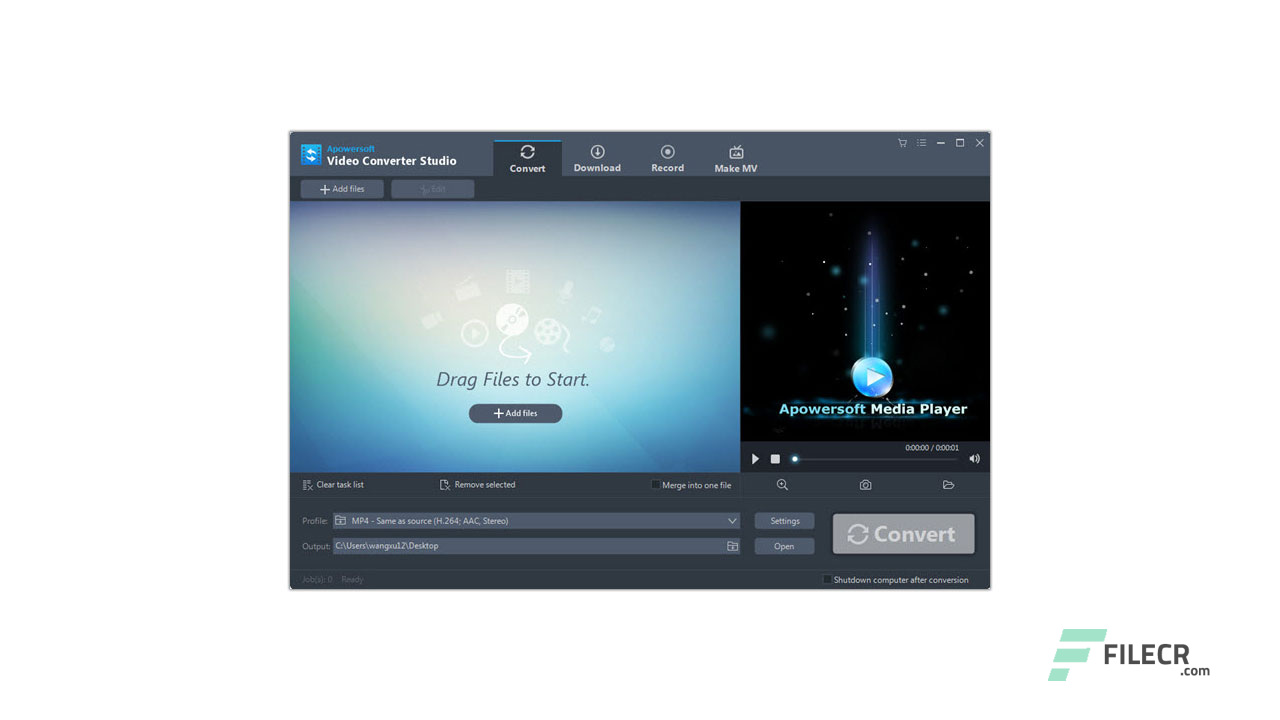 Apowersoft
Video Converter Studio
Convert
Download
Record
Make MV
Add files
Edit
Drag Files to Start.
Add files
Apowersoft Media Player
0:00:00 / 0:00:01
Clear task list
Remove selected
Merge into one file
Profile: MP4 - Same as source (H.264; AAC, Stereo)
Settings
Convert
Output: C:\Users\wangxu12\Desktop
Open
Job(s): 0 Ready
Shutdown computer after conversion
FILECR
.com